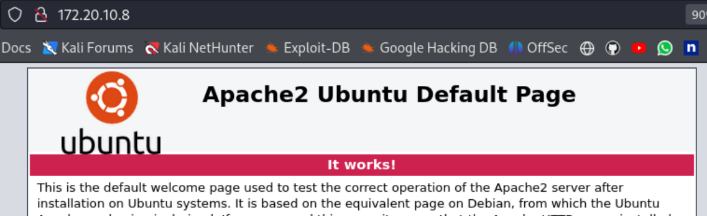 172.20.10.8
90
Docs Kali Forums Kali NetHunter Exploit-DB Google Hacking DB OffSec n
Apache2 Ubuntu Default Page
ubuntu
It works!
This is the default welcome page used to test the correct operation of the Apache2 server after
installation on Ubuntu systems. It is based on the equivalent page on Debian, from which the Ubuntu